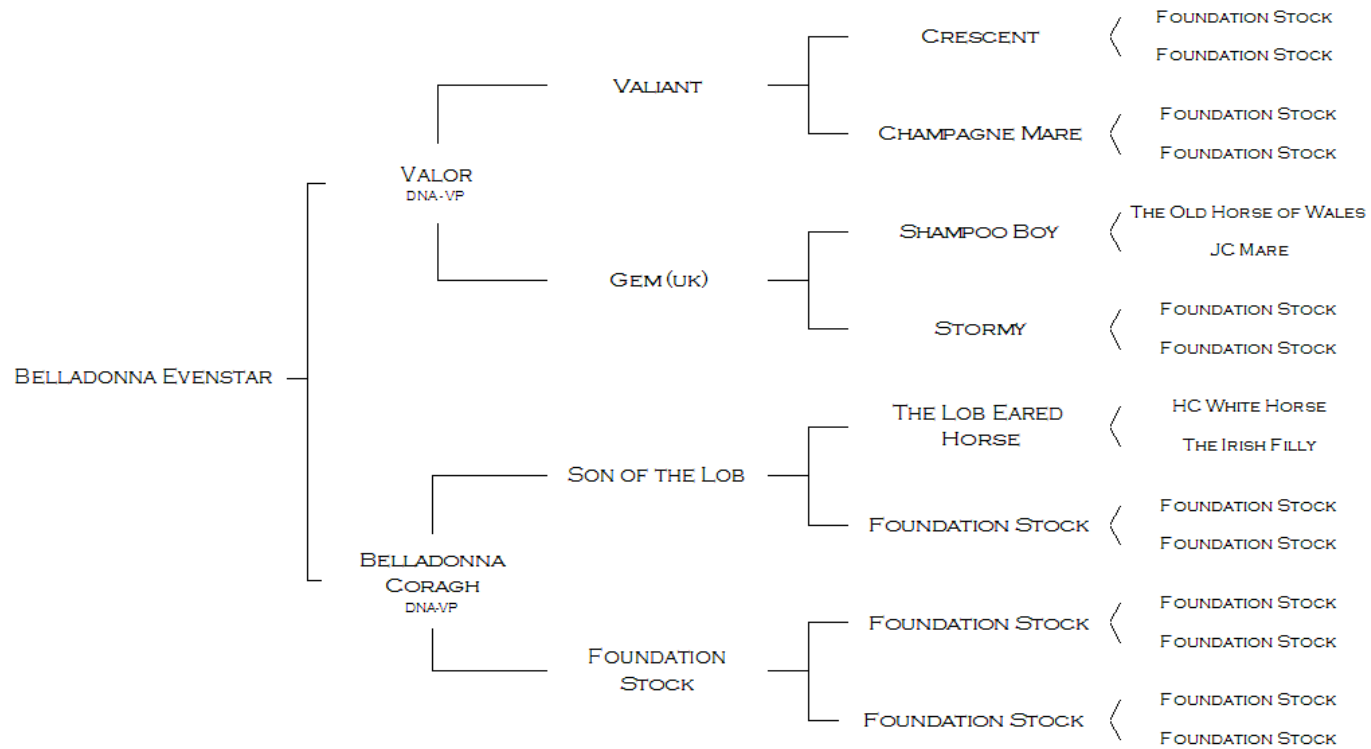 Foundation Stock
Crescent
Foundation Stock
Valiant
Foundation Stock
Champagne Mare
Foundation Stock
Valor
DNA-VP
The Old Horse of Wales
Shampoo Boy
JC Mare
Gem (UK)
Foundation Stock
Stormy
Foundation Stock
Belladonna Evenstar
HC White Horse
The Lob Eared
Horse
The Irish Filly
Son of the Lob
Foundation Stock
Foundation Stock
Foundation Stock
Belladonna
Coragh
DNA-VP
Foundation Stock
Foundation Stock
Foundation Stock
Foundation
Stock
Foundation Stock
Foundation Stock
Foundation Stock